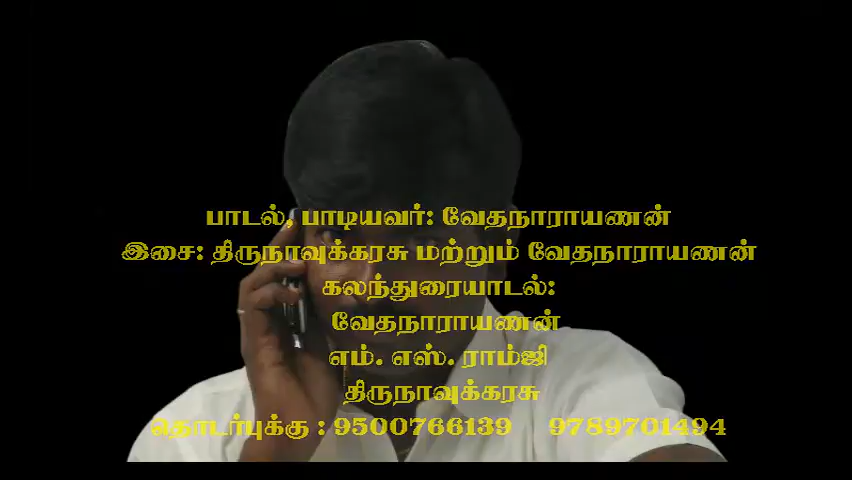 பாடல், பாடியவர்: வேதநாராயணன்
இசை: திருநாவுக்கரசு மற்றும் வேதநாராயணன்
கலந்துரையாடல்:
வேதநாராயணன்
எம். எஸ். ராம்ஜி
திருநாவுக்கரசு
தொடர்புக்கு : 9500766139 9789701494